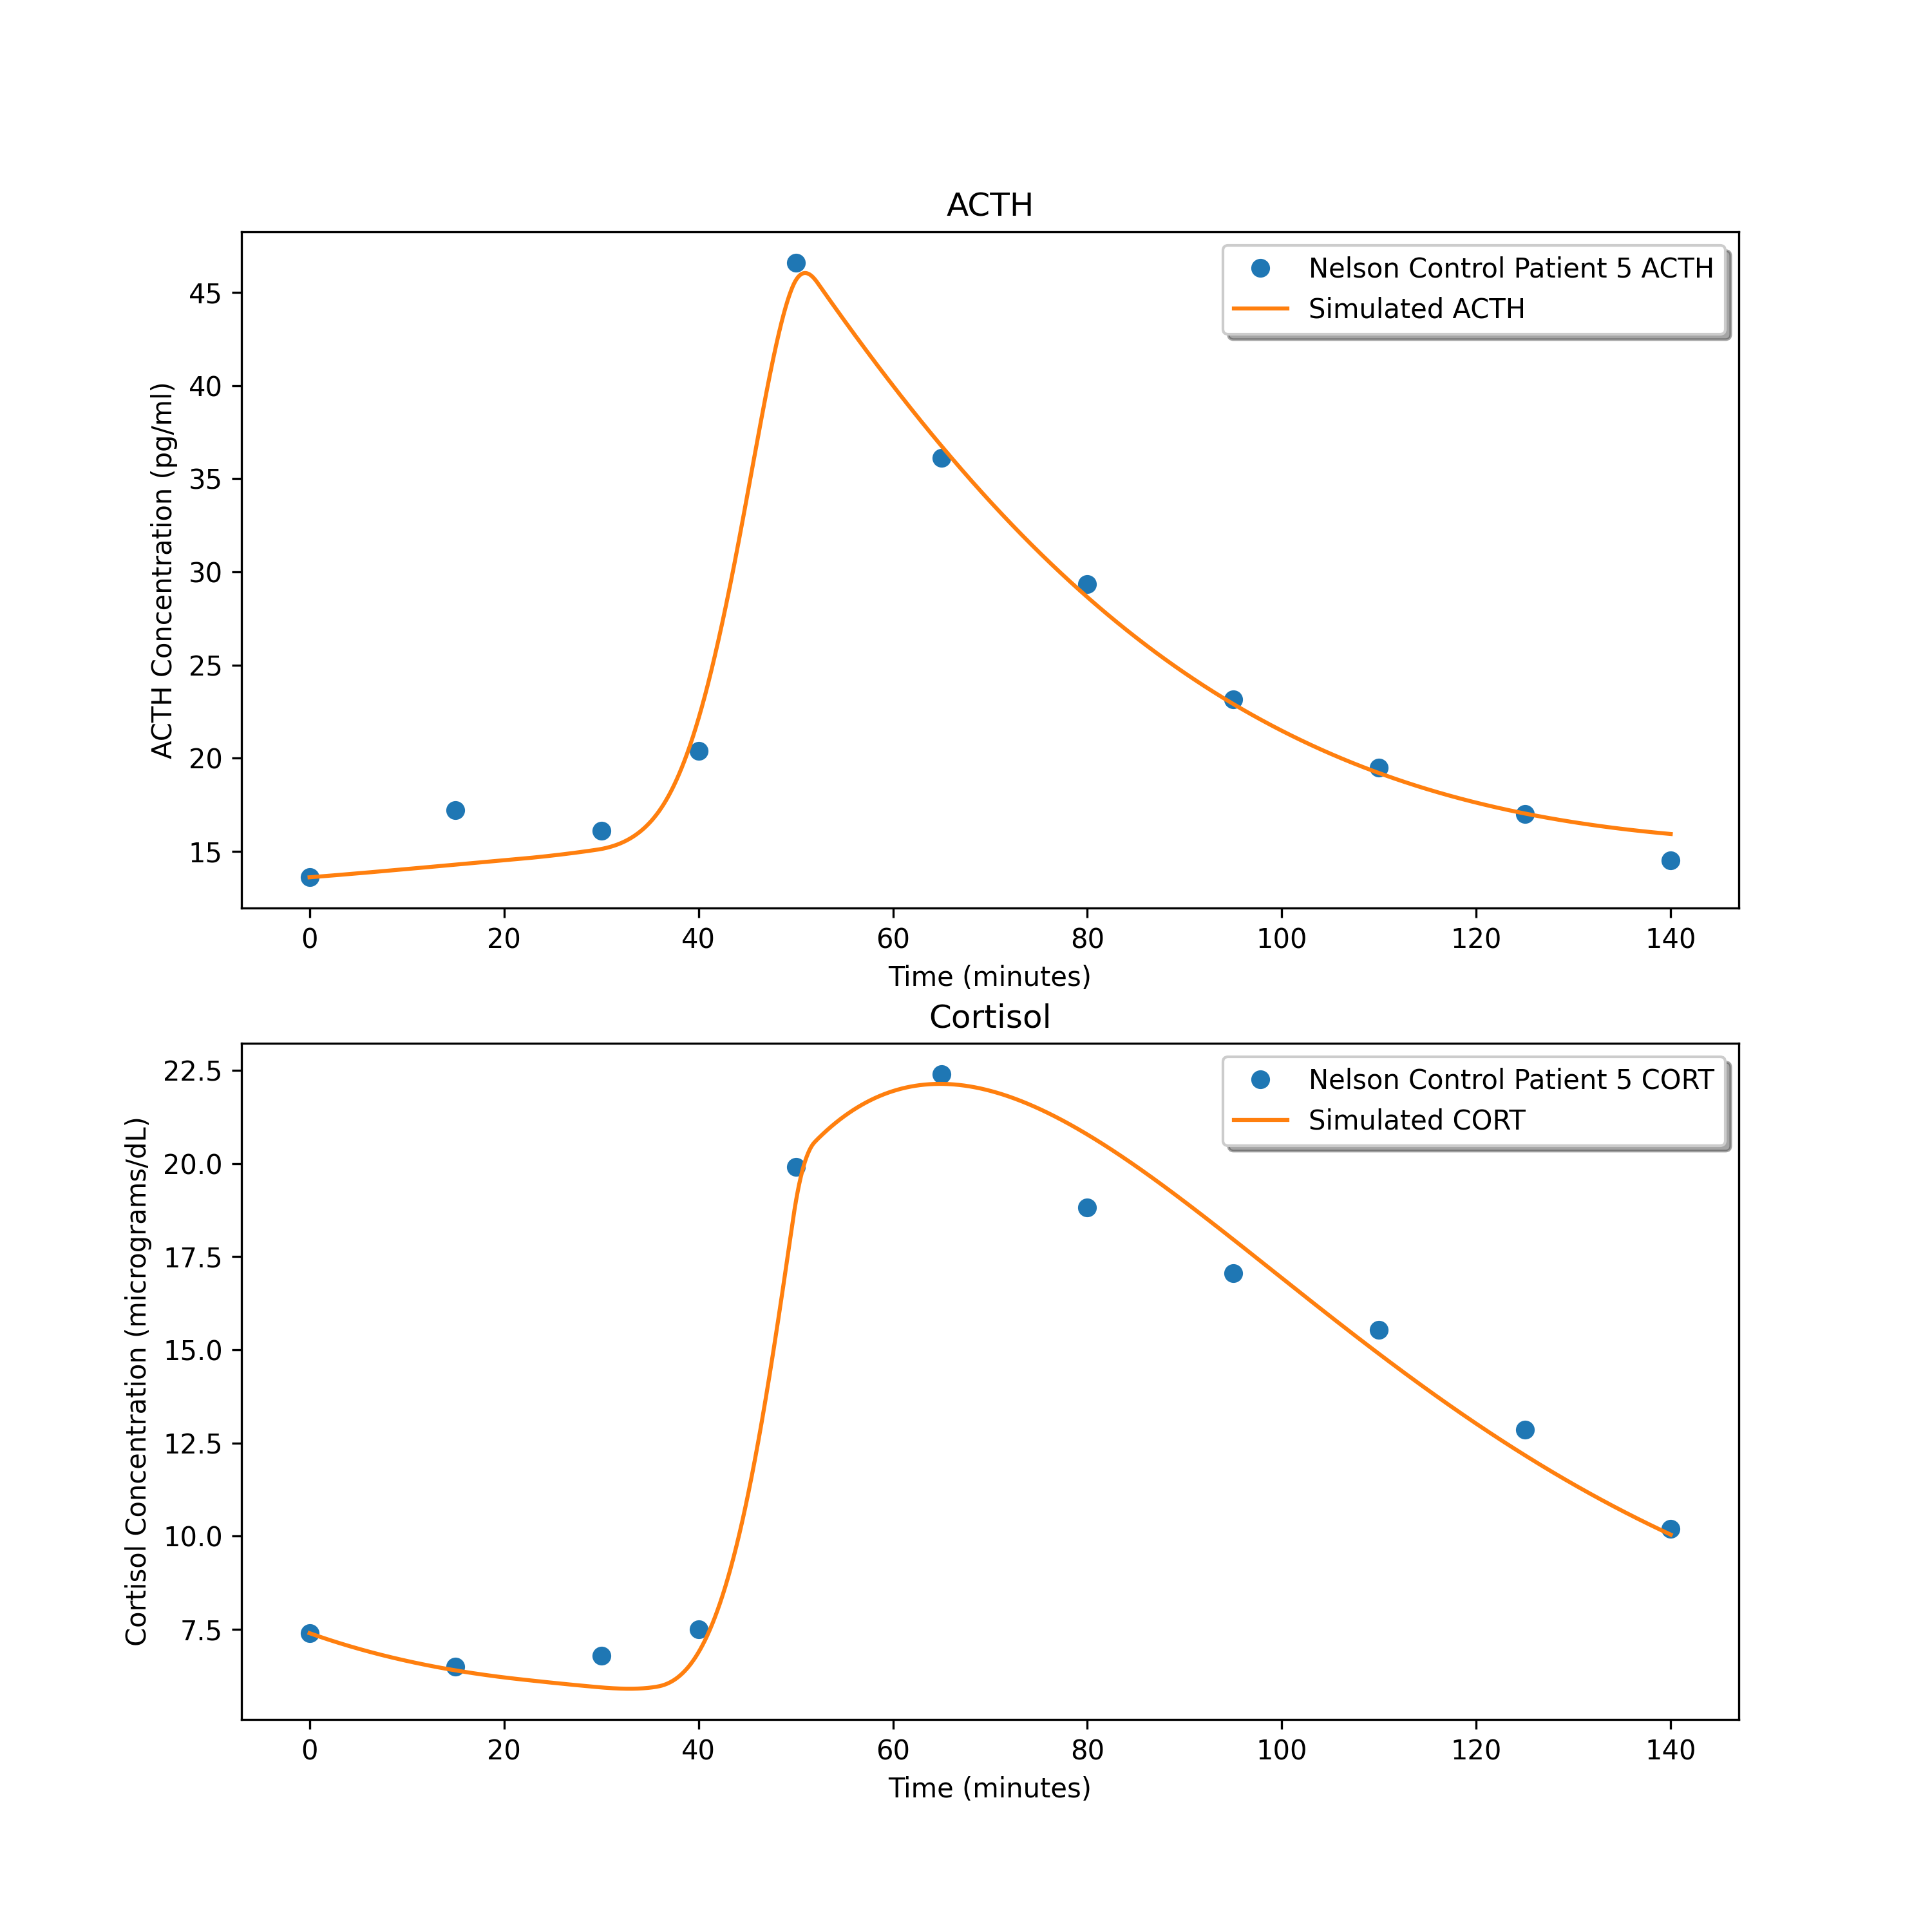 ACTH
Nelson Control Patient 5 ACTH
Simulated ACTH
ACTH Concentration (pg/ml)
45
40
35
30
25
20
15
0 20 40 60 80 100 120 140
Time (minutes)
Cortisol
Nelson Control Patient 5 CORT
Simulated CORT
Cortisol Concentration (micrograms/dL)
22.5
20.0
17.5
15.0
12.5
10.0
7.5
0 20 40 60 80 100 120 140
Time (minutes)